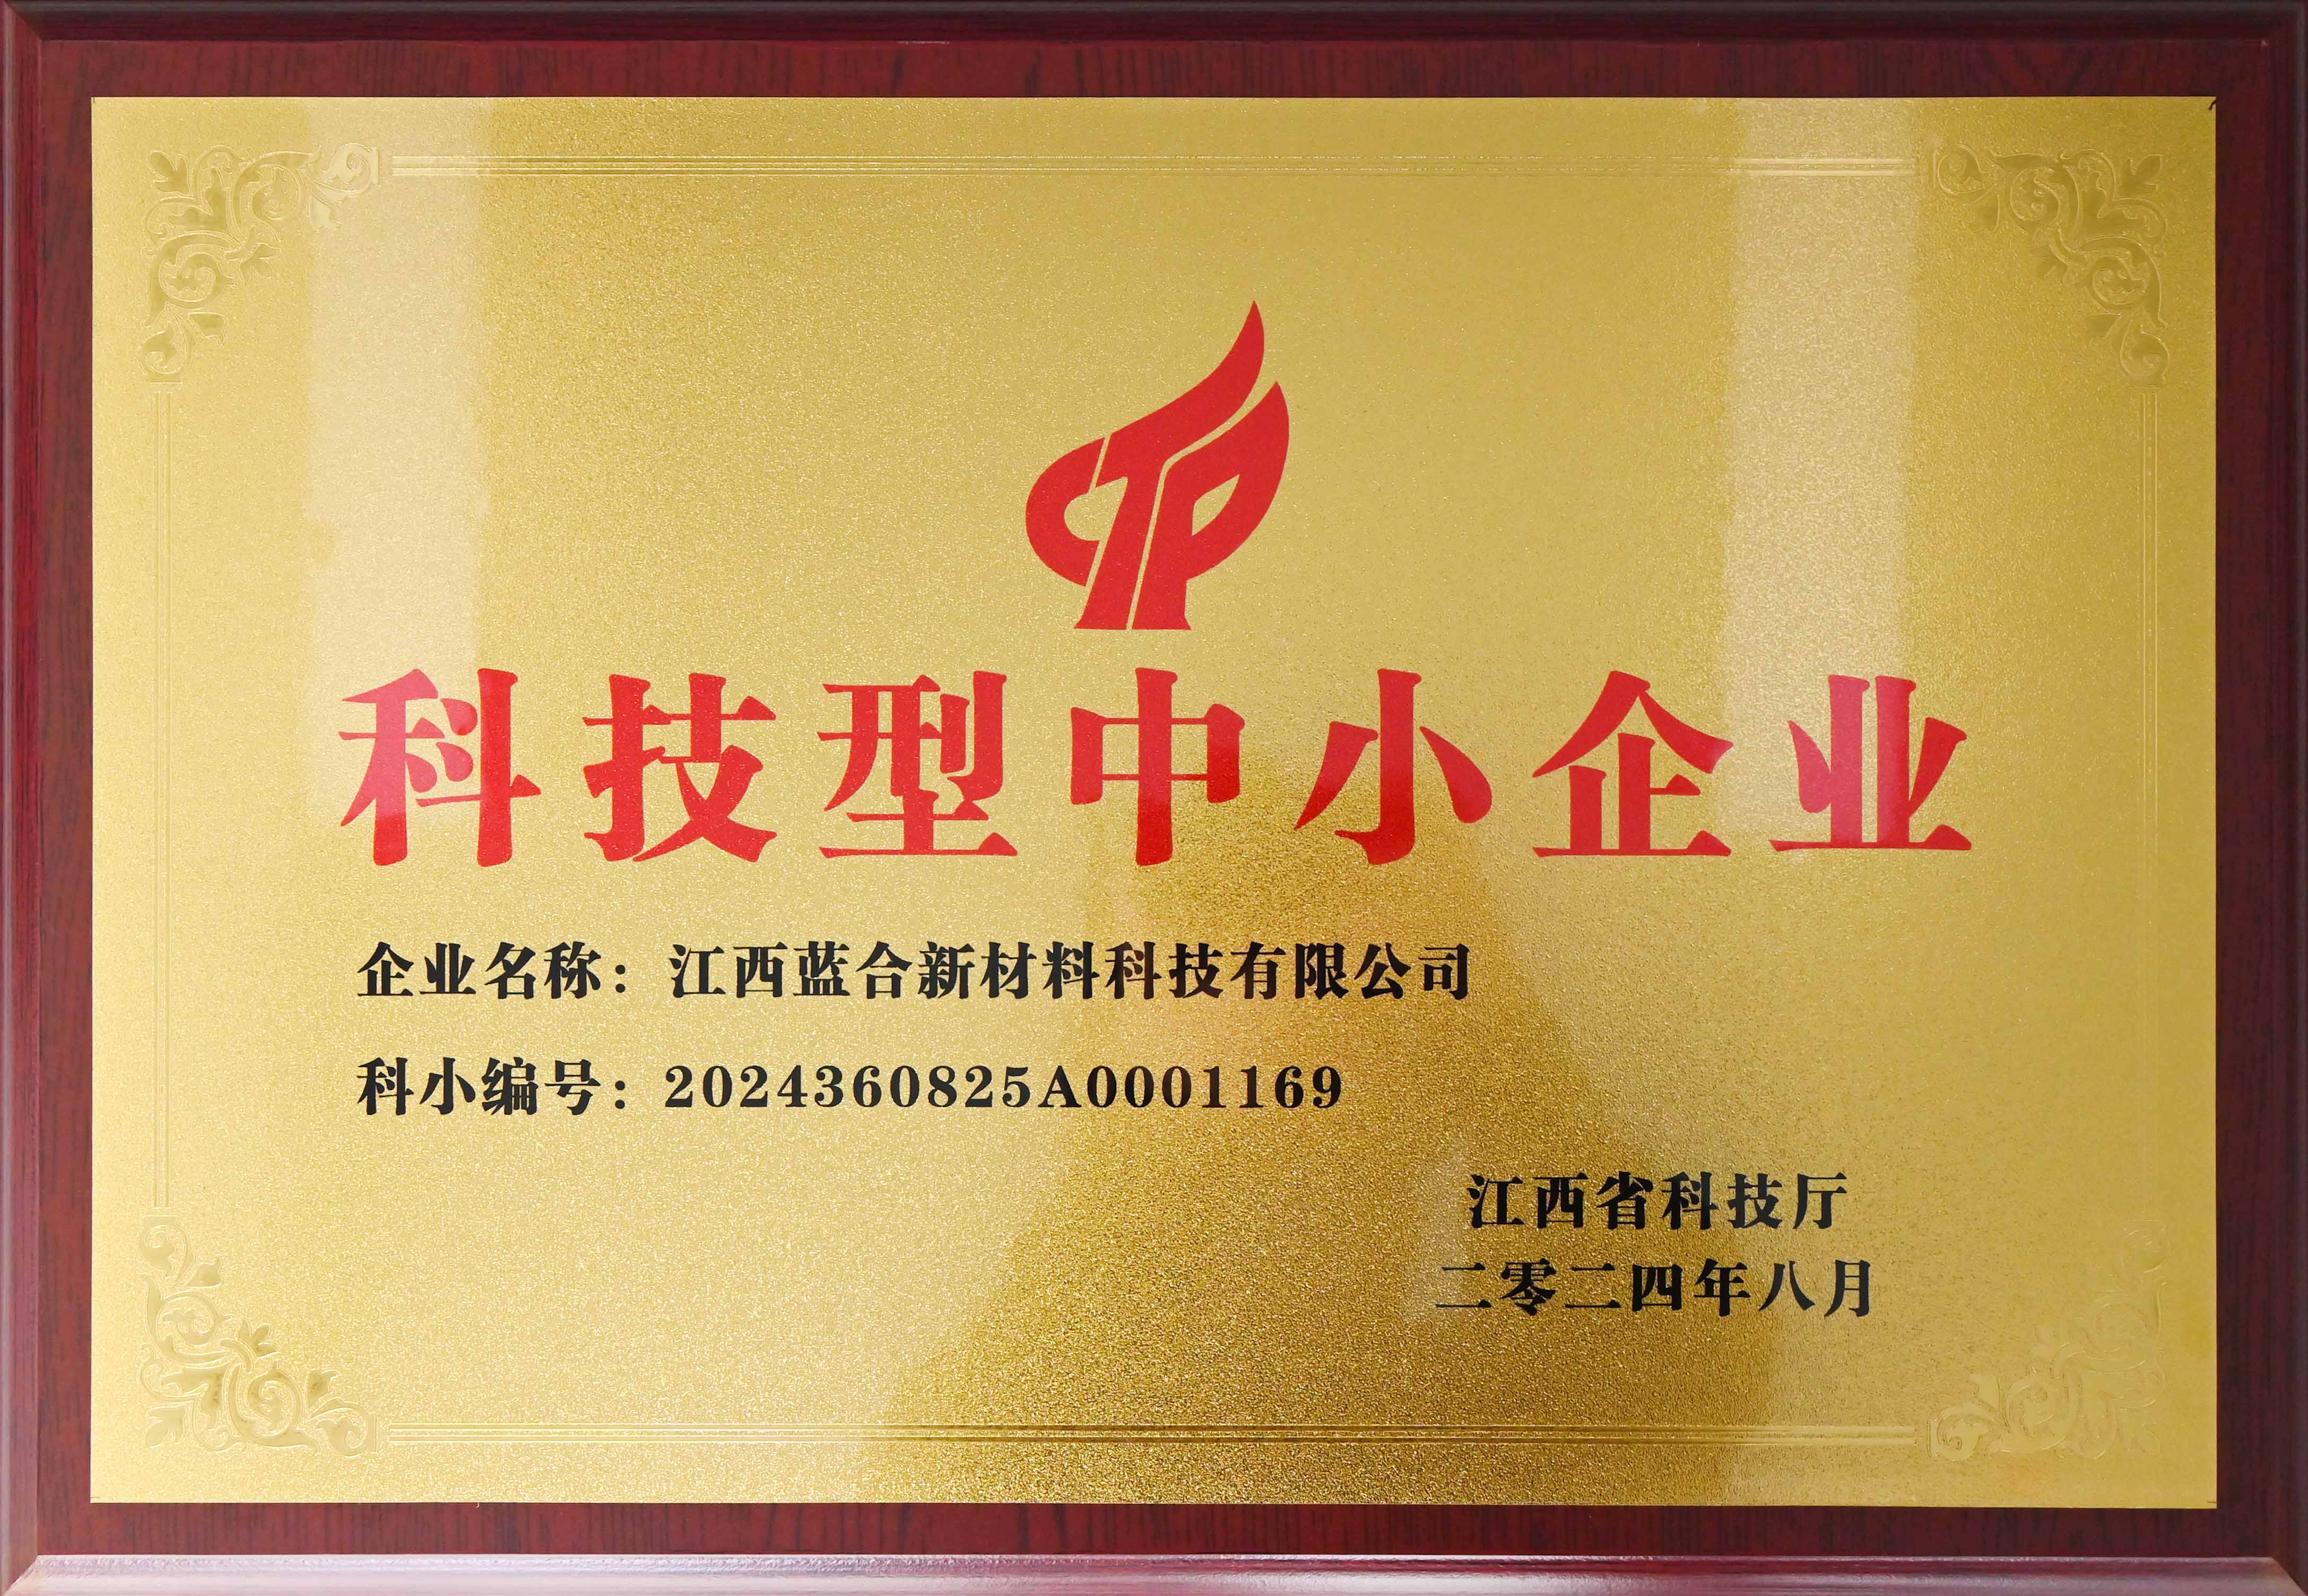 科技型中小企业
企业名称：江西蓝合新材料科技有限公司
科小编号：2024360825A0001169
江西省科技厅
二零二四年八月